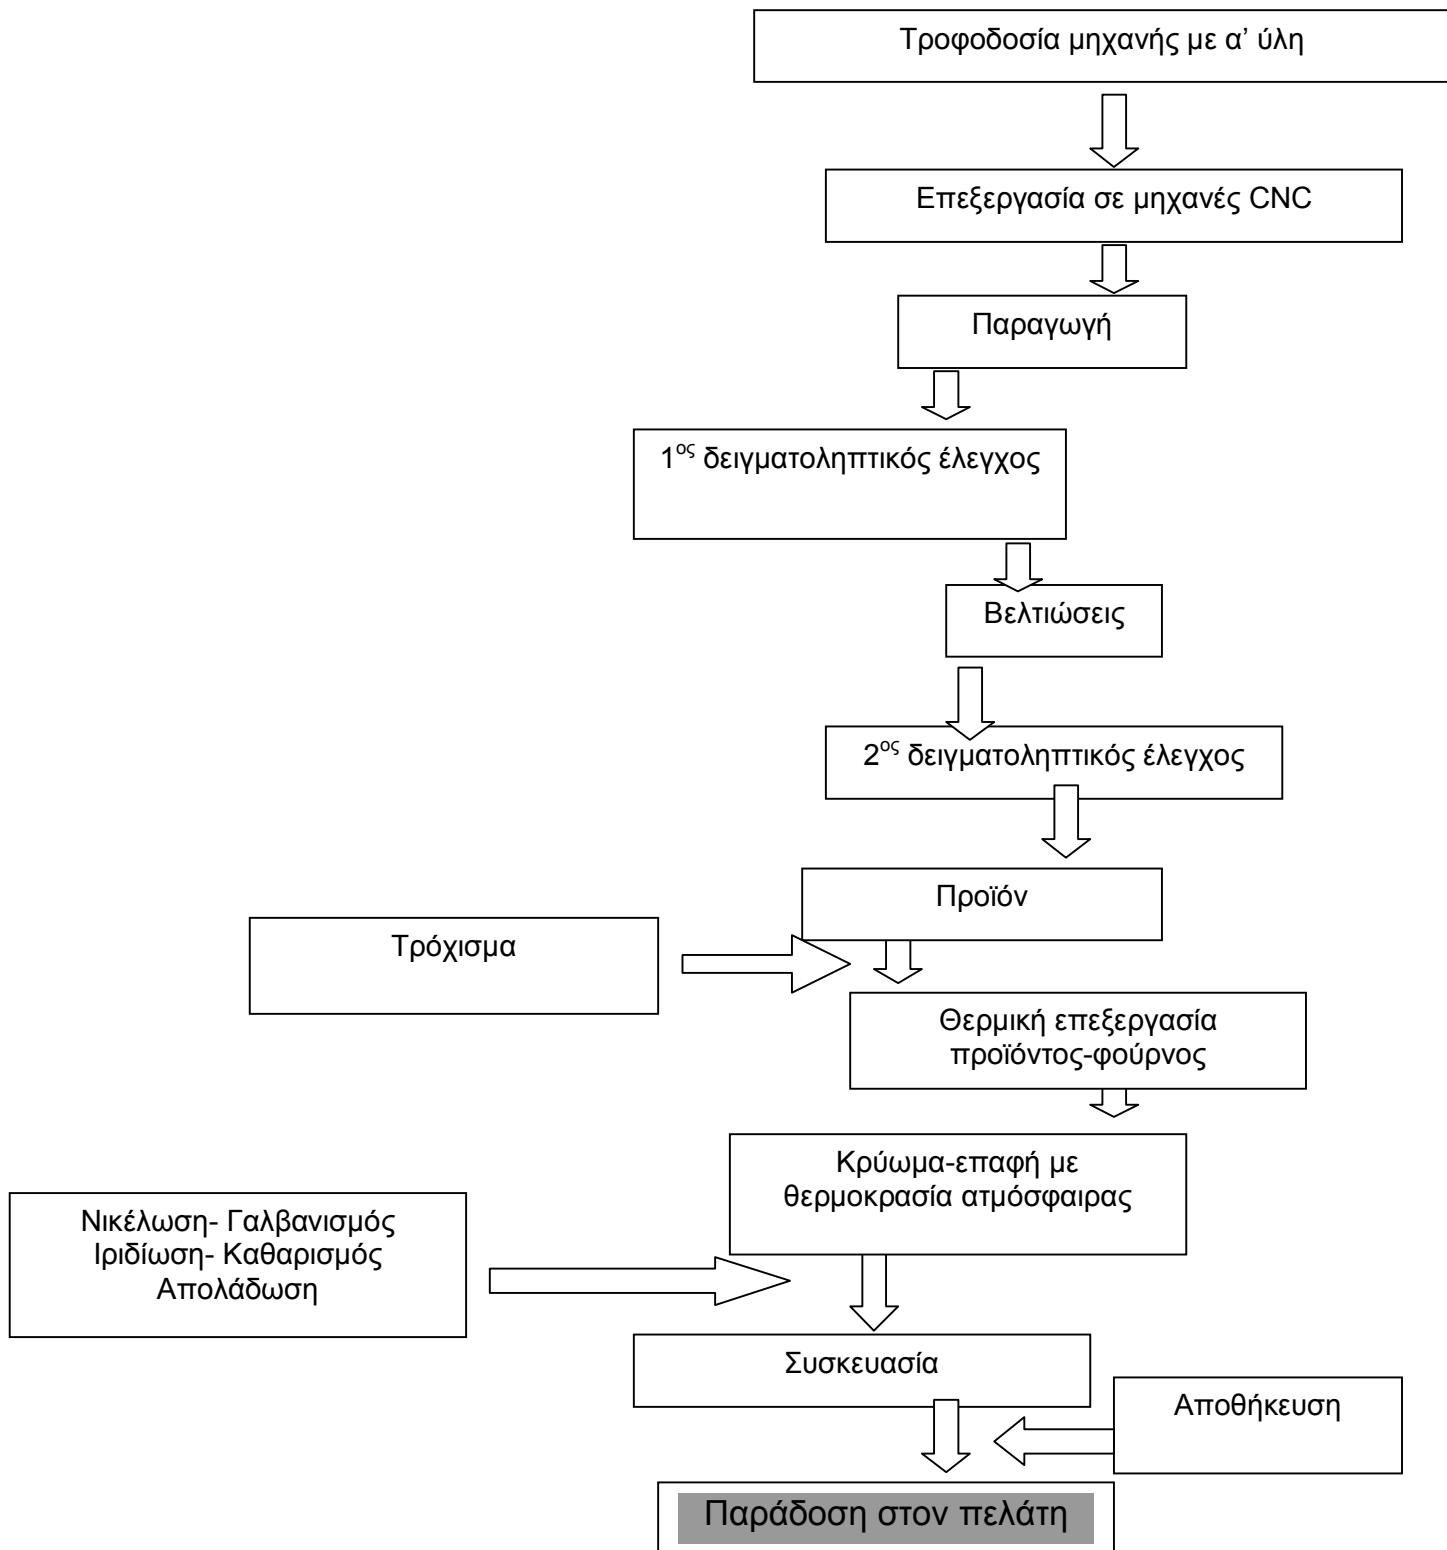 Τροφοδοσία μηχανής με α’ ύλη
Επεξεργασία σε μηχανές CNC
Παραγωγή
1ος δειγματοληπτικός έλεγχος
Βελτιώσεις
2ος δειγματοληπτικός έλεγχος
Προϊόν
Τρόχισμα
Θερμική επεξεργασία
προϊόντος-φούρνος
Κρύωμα-επαφή με
θερμοκρασία ατμόσφαιρας
Νικέλωση- Γαλβανισμός
Ιριδίωση- Καθαρισμός
Απολάδωση
Συσκευασία
Αποθήκευση
Παράδοση στον πελάτη